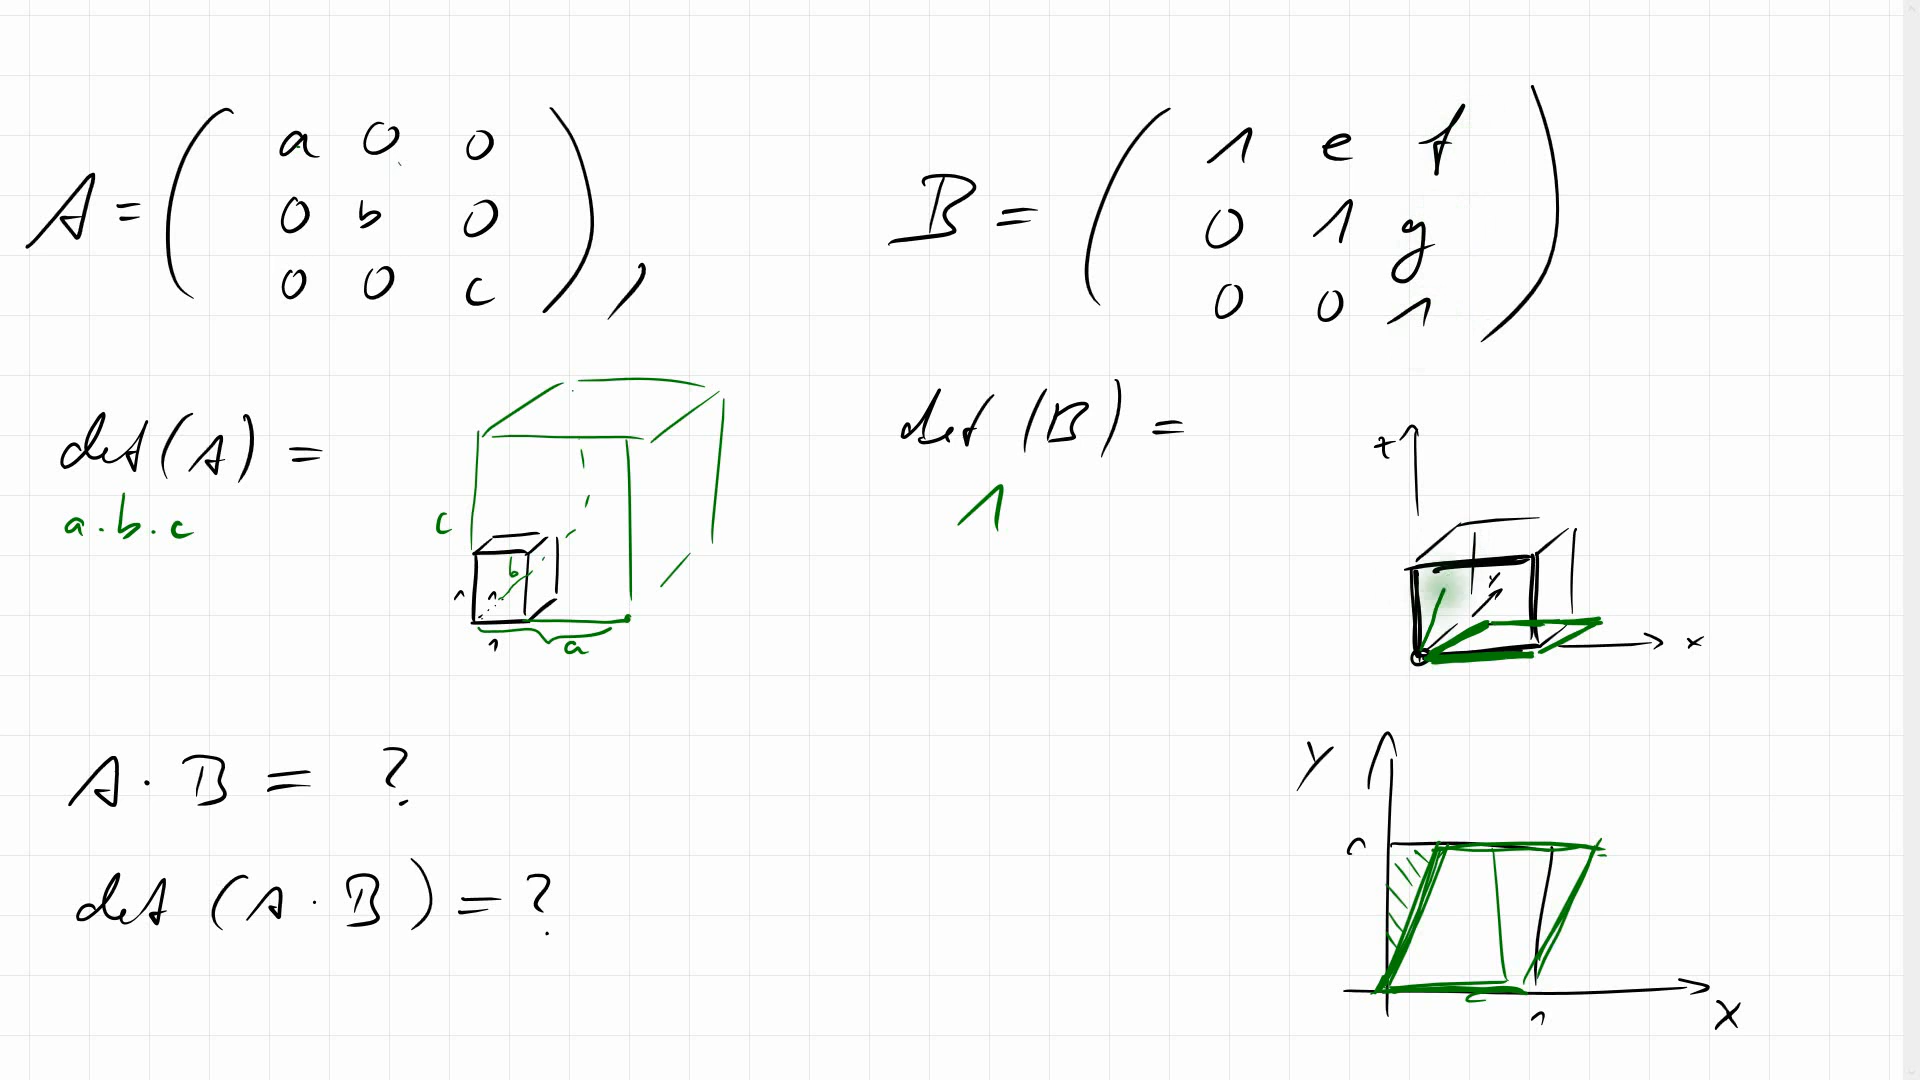 A = ( a 0 0
0 b 0
0 0 c ) ,
B = ( 1 e f
0 1 g
0 0 1 )
det (A) =
a · b · c
c
b
1
1
1
a
det (B) =
1
z
y
x
A · B = ?
det (A · B) = ?
y
1
e
1
x